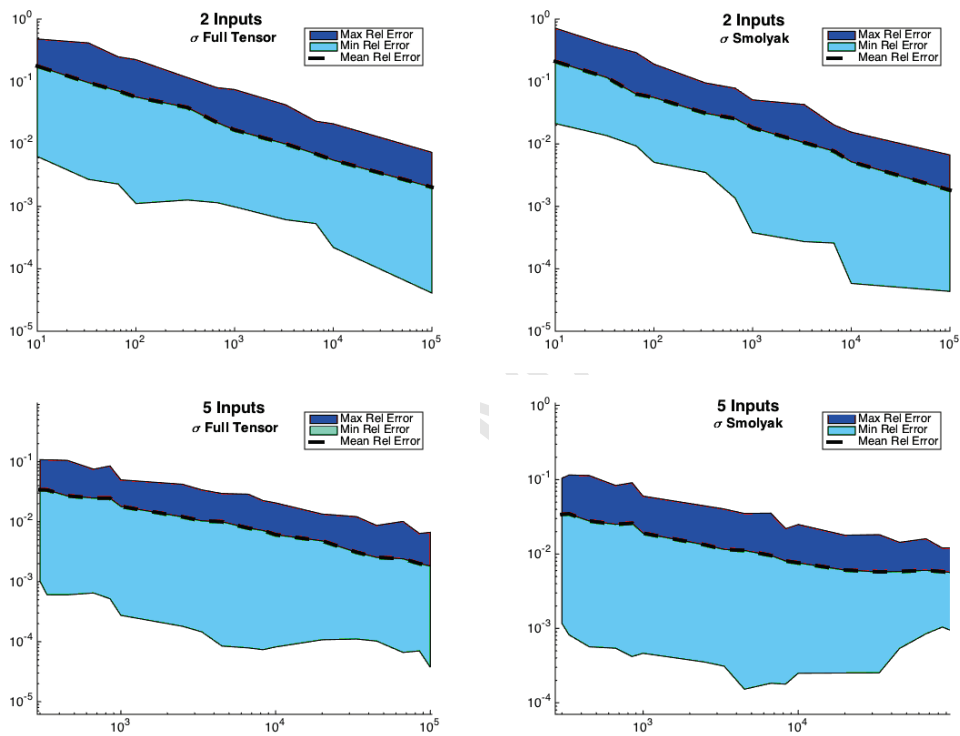 2 Inputs
σ Full Tensor
Max Rel Error
Min Rel Error
Mean Rel Error
10^0
10^-1
10^-2
10^-3
10^-4
10^-5
10^1
10^2
10^3
10^4
10^5
2 Inputs
σ Smolyak
Max Rel Error
Min Rel Error
Mean Rel Error
10^0
10^-1
10^-2
10^-3
10^-4
10^-5
10^1
10^2
10^3
10^4
10^5
5 Inputs
σ Full Tensor
Max Rel Error
Min Rel Error
Mean Rel Error
10^-1
10^-2
10^-3
10^-4
10^-5
10^3
10^4
10^5
5 Inputs
σ Smolyak
Max Rel Error
Min Rel Error
Mean Rel Error
10^0
10^-1
10^-2
10^-3
10^-4
10^3
10^4